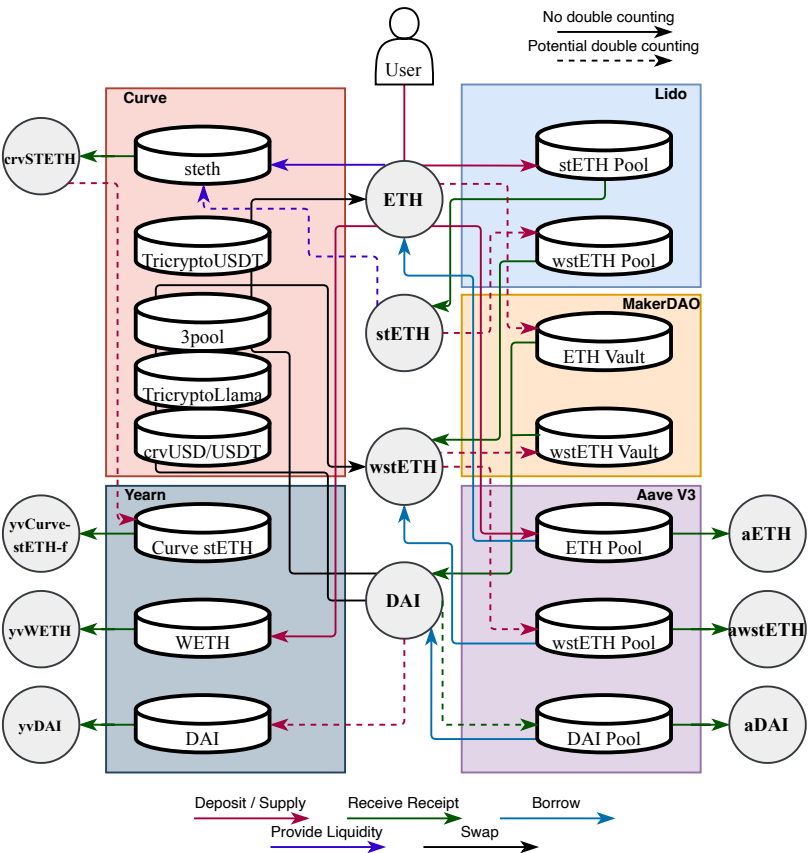 No double counting
Potential double counting
User
Curve
Lido
crvSTETH
steth
stETH Pool
ETH
TricryptoUSDT
wstETH Pool
MakerDAO
3pool
stETH
ETH Vault
TricryptoLlama
crvUSD/USDT
wstETH
wstETH Vault
Yearn
Aave V3
yvCurve-
stETH-f
Curve stETH
ETH Pool
aETH
DAI
yvWETH
WETH
wstETH Pool
awstETH
yvDAI
DAI
DAI Pool
aDAI
Deposit / Supply
Receive Receipt
Borrow
Provide Liquidity
Swap